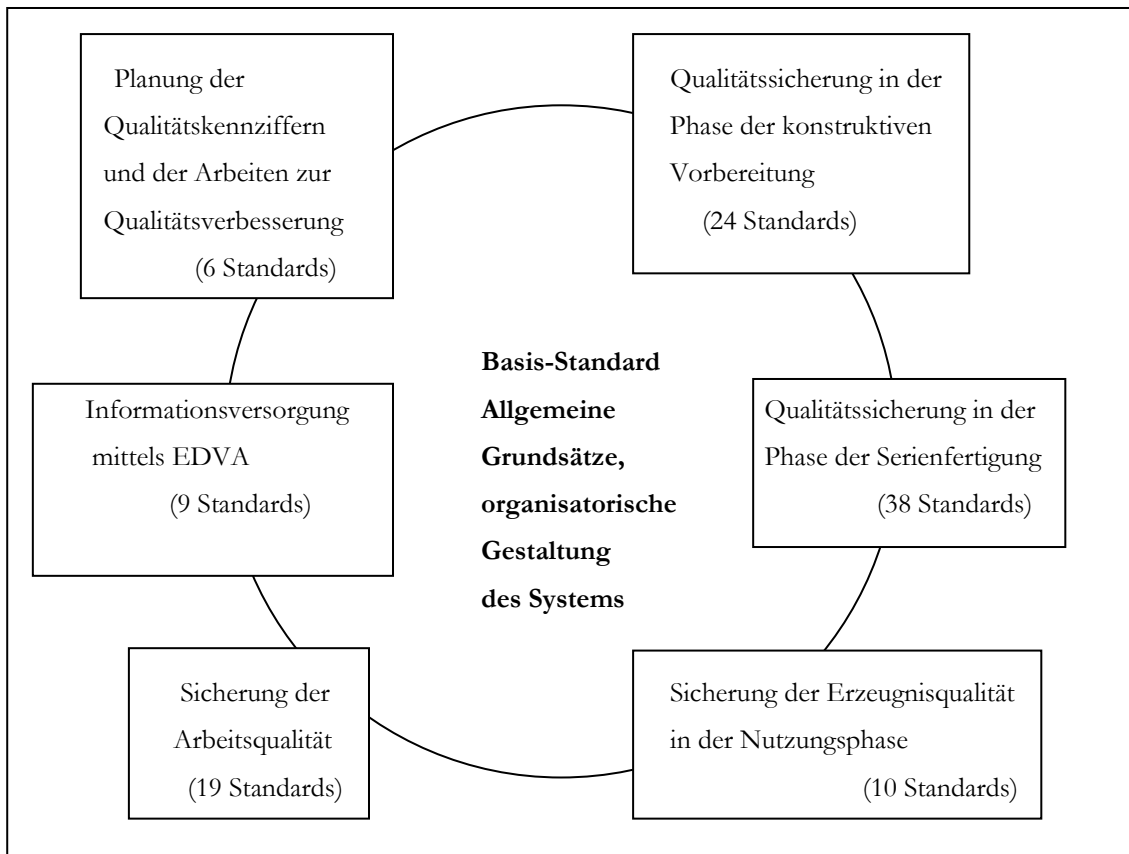 Planung der
Qualitätskennziffern
und der Arbeiten zur
Qualitätsverbesserung
(6 Standards)
Qualitätssicherung in der
Phase der konstruktiven
Vorbereitung
(24 Standards)
Informationsversorgung
mittels EDVA
(9 Standards)
Basis-Standard
Allgemeine
Grundsätze,
organisatorische
Gestaltung
des Systems
Qualitätssicherung in der
Phase der Serienfertigung
(38 Standards)
Sicherung der
Arbeitsqualität
(19 Standards)
Sicherung der Erzeugnisqualität
in der Nutzungsphase
(10 Standards)